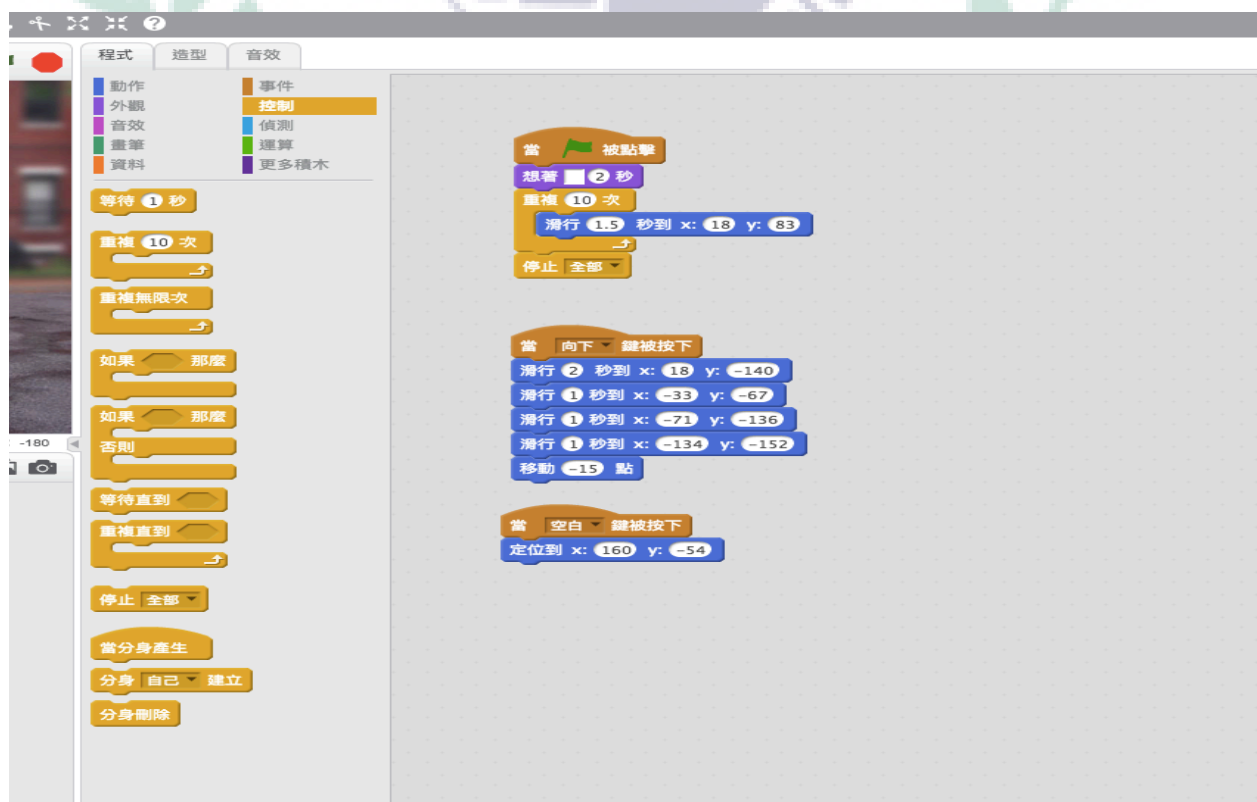 程式 造型 音效
動作 事件
外觀 控制
音效 偵測
畫筆 運算
資料 更多積木
等待 1 秒
重複 10 次
重複無限次
如果 那麼
如果 那麼
否則
等待直到
重複直到
停止 全部
當分身產生
分身 自己 建立
分身刪除
: -180
當 被點擊
想著 2 秒
重複 10 次
滑行 1.5 秒到 x: 18 y: 83
停止 全部
當 向下 鍵被按下
滑行 2 秒到 x: 18 y: -140
滑行 1 秒到 x: -33 y: -67
滑行 1 秒到 x: -71 y: -136
滑行 1 秒到 x: -134 y: -152
移動 -15 點
當 空白 鍵被按下
定位到 x: 160 y: -54